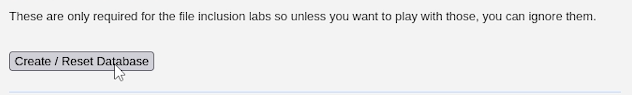 These are only required for the file inclusion labs so unless you want to play with those, you can ignore them.
Create / Reset Database